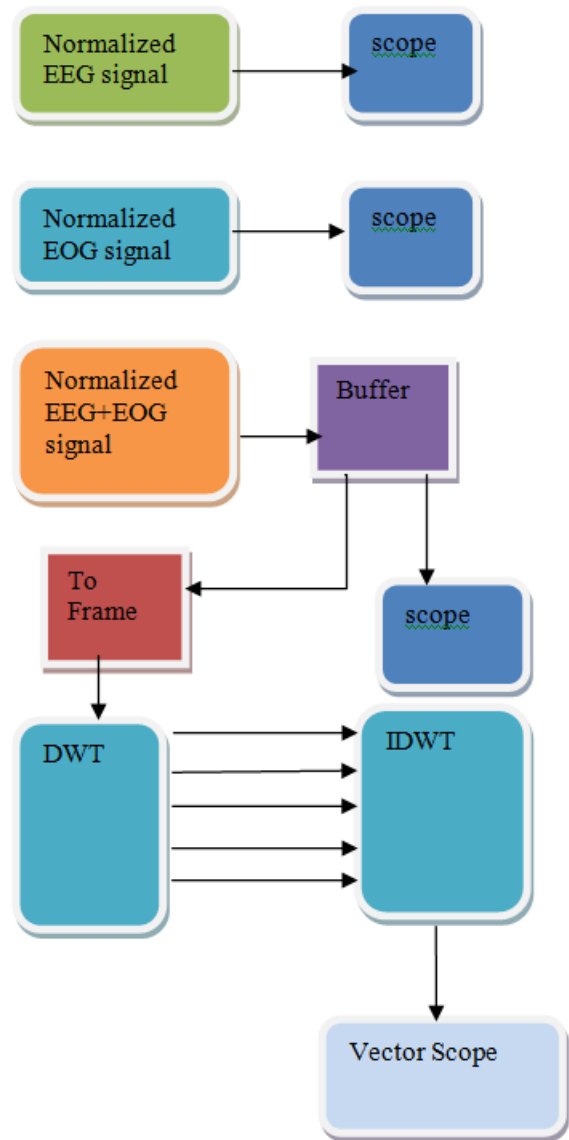 Normalized
EEG signal
scope
Normalized
EOG signal
scope
Normalized
EEG+EOG
signal
Buffer
To
Frame
scope
DWT
IDWT
Vector Scope